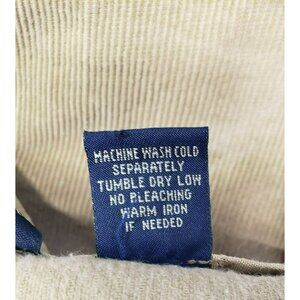 MACHINE WASH COLD
SEPARATELY
TUMBLE DRY LOW
NO BLEACHING
WARM IRON
IF NEEDED